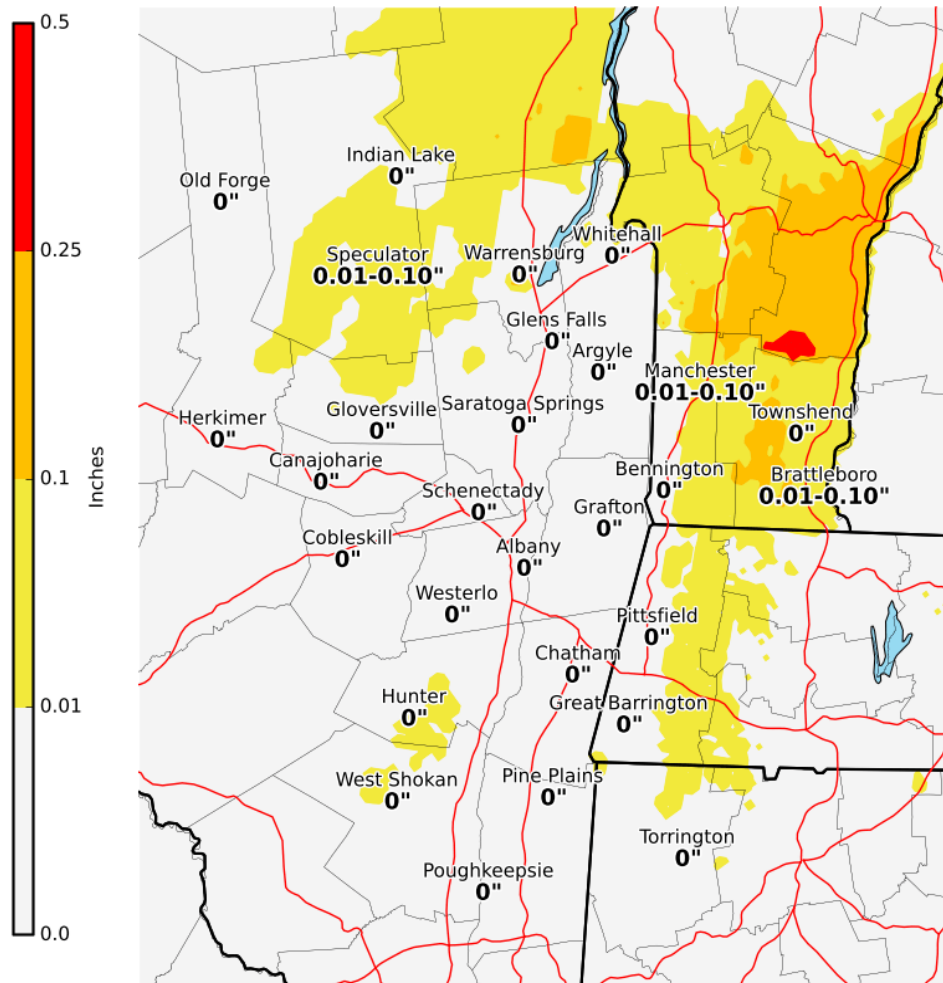 0.5
0.25
0.1
0.01
0.0
Inches
Indian Lake
0"
Old Forge
0"
Whitehall
0"
Speculator
0.01-0.10"
Warrensburg
0"
Glens Falls
0"
Argyle
0"
Manchester
0.01-0.10"
Herkimer
0"
Gloversville
0"
Saratoga Springs
0"
Townshend
0"
Canajoharie
0"
Bennington
0"
Brattleboro
0.01-0.10"
Schenectady
0"
Grafton
0"
Cobleskill
0"
Albany
0"
Westerlo
0"
Pittsfield
0"
Chatham
0"
Hunter
0"
Great Barrington
0"
West Shokan
0"
Pine Plains
0"
Torrington
0"
Poughkeepsie
0"